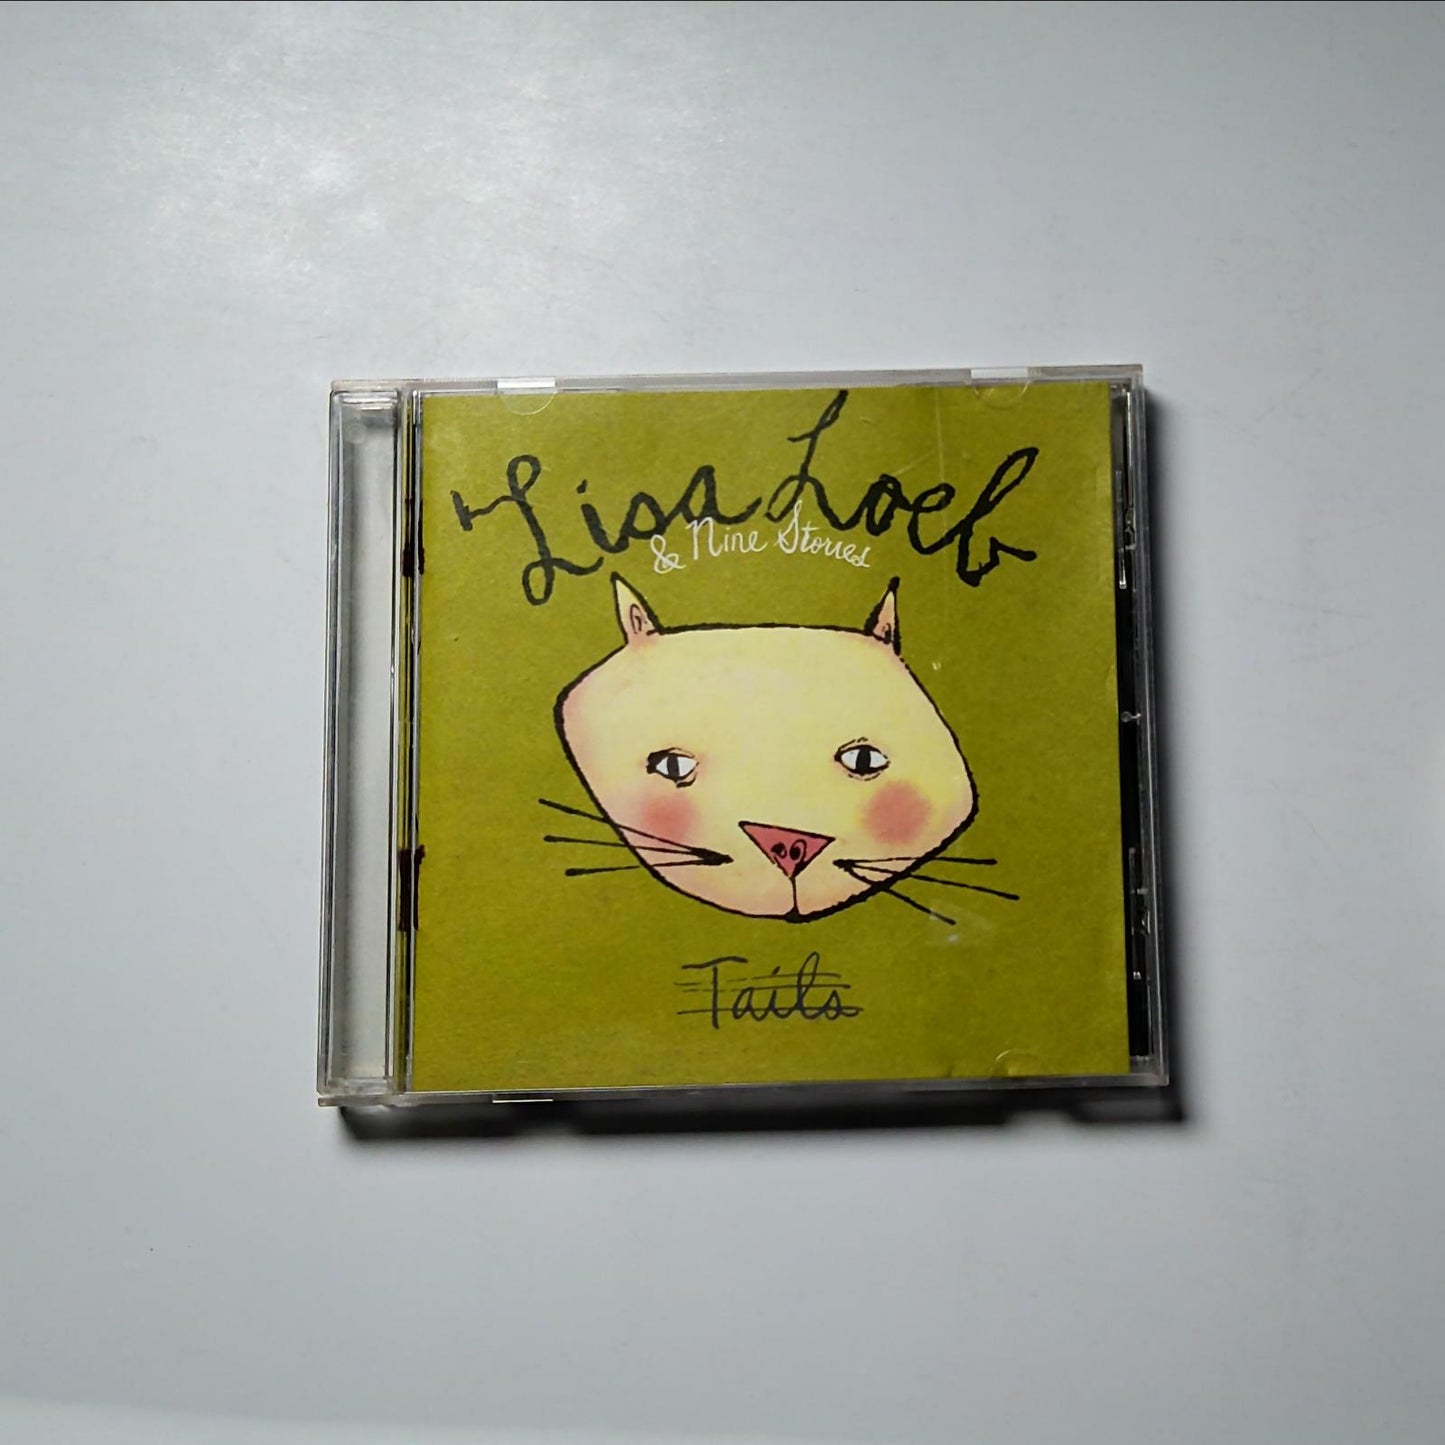 Lisa Loeb
& Nine Stories
Tails